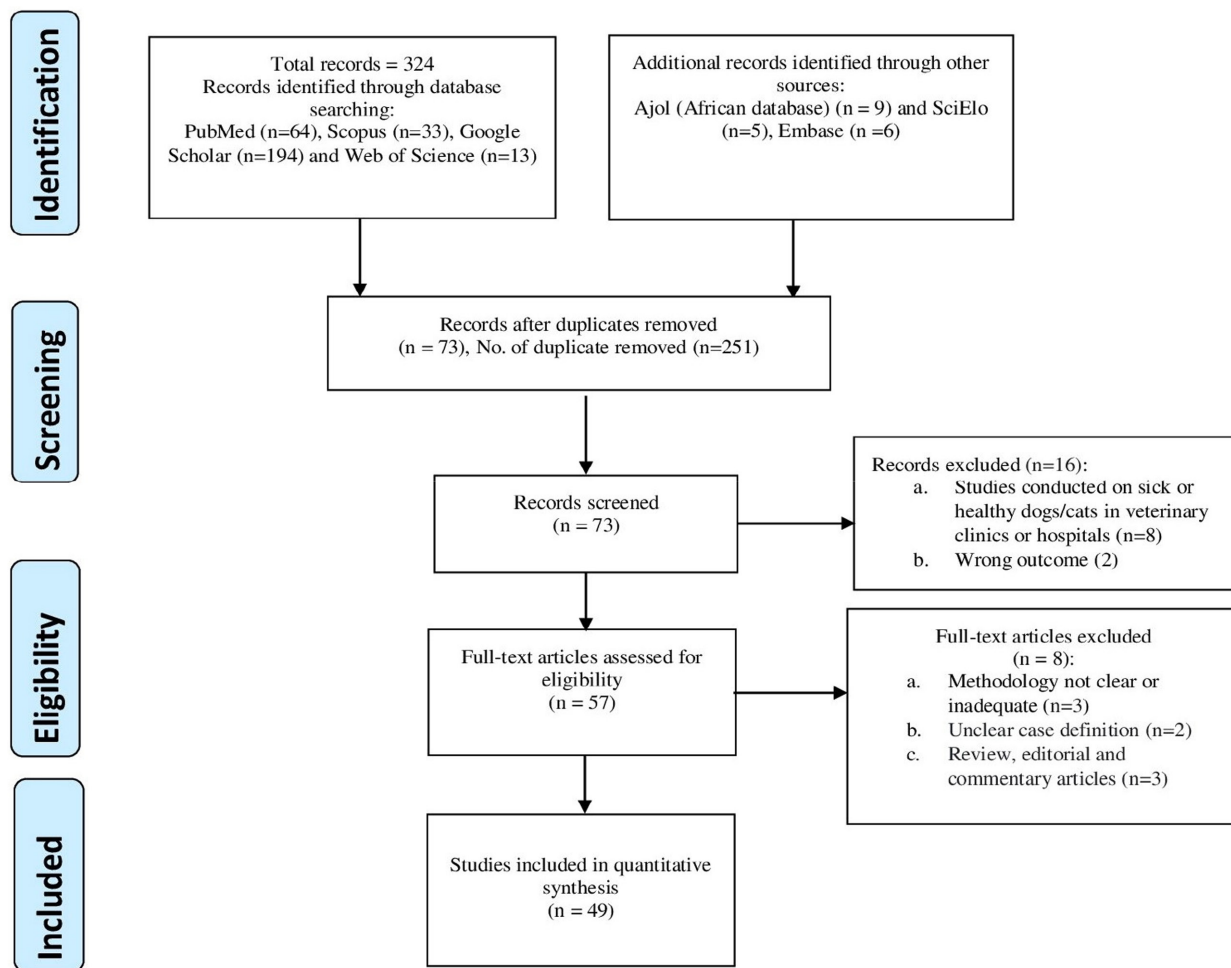 Identification
Total records = 324
Records identified through database
searching:
PubMed (n=64), Scopus (n=33), Google
Scholar (n=194) and Web of Science (n=13)
Additional records identified through other
sources:
Ajol (African database) (n = 9) and SciElo
(n=5), Embase (n =6)
Screening
Records after duplicates removed
(n = 73), No. of duplicate removed (n=251)
Records screened
(n = 73)
Records excluded (n=16):
a. Studies conducted on sick or
healthy dogs/cats in veterinary
clinics or hospitals (n=8)
b. Wrong outcome (2)
Eligibility
Full-text articles assessed for
eligibility
(n = 57)
Full-text articles excluded
(n = 8):
a. Methodology not clear or
inadequate (n=3)
b. Unclear case definition (n=2)
c. Review, editorial and
commentary articles (n=3)
Included
Studies included in quantitative
synthesis
(n = 49)